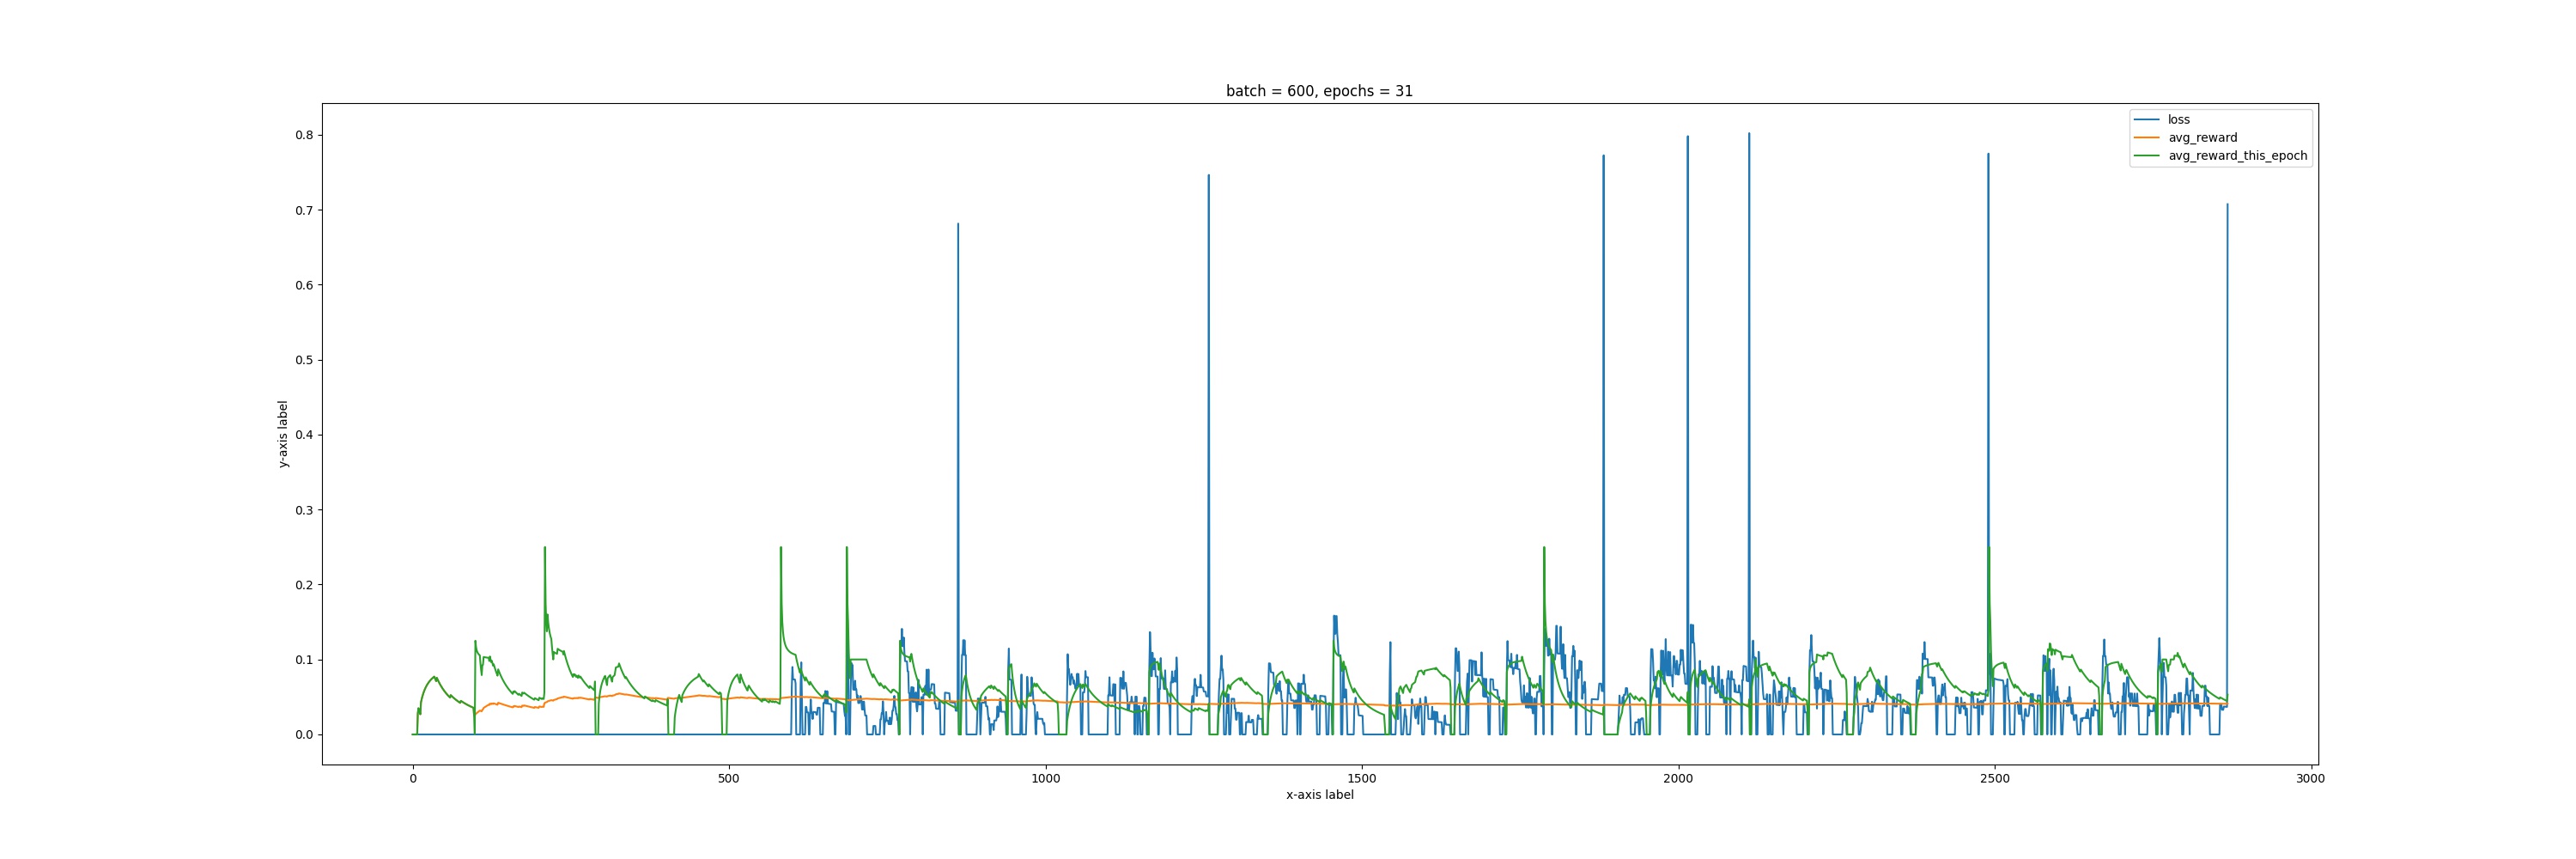 batch = 600, epochs = 31
loss
avg_reward
avg_reward_this_epoch
y-axis label
0.8
0.7
0.6
0.5
0.4
0.3
0.2
0.1
0.0
0 500 1000 1500 2000 2500 3000
x-axis label